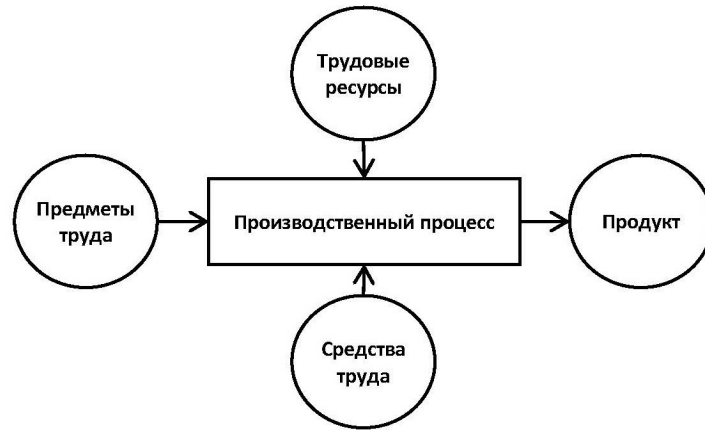 Трудовые
ресурсы
Предметы
труда
Производственный процесс
Продукт
Средства
труда